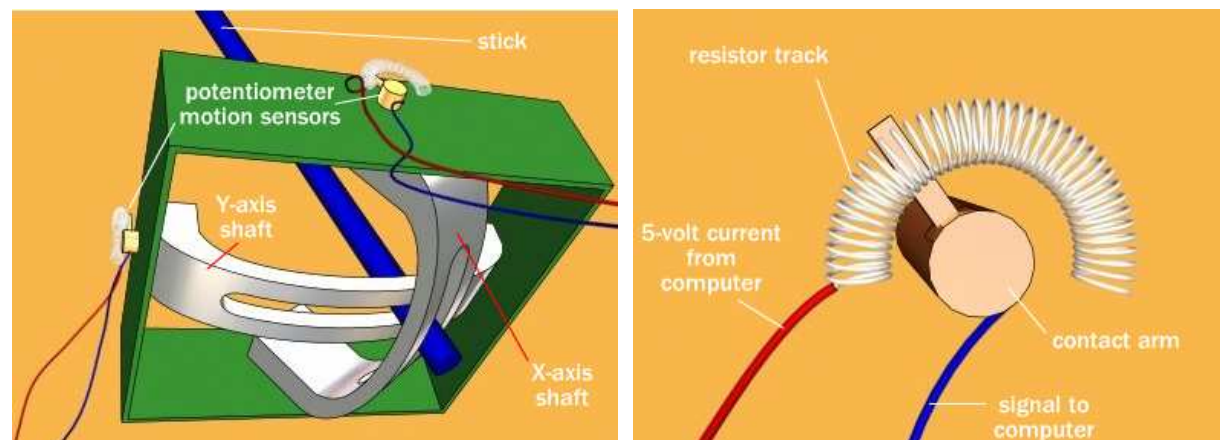 stick
potentiometer
motion sensors
Y-axis
shaft
X-axis
shaft
resistor track
5-volt current
from
computer
contact arm
signal to
computer